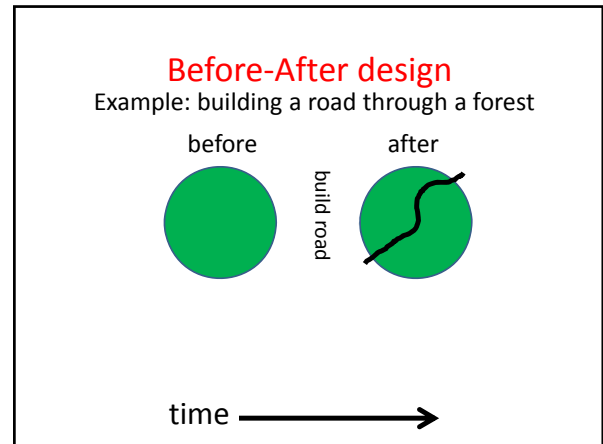 Before-After design
Example: building a road through a forest
before
after
build road
time